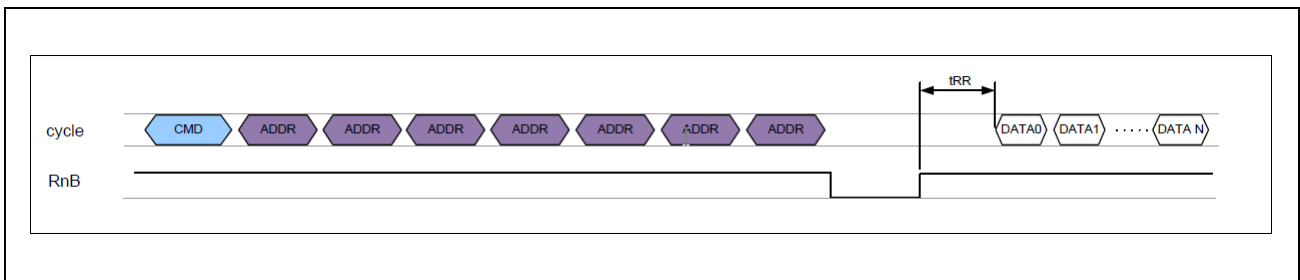 tRR
cycle CMD ADDR ADDR ADDR ADDR ADDR ADDR ADDR DATA0 DATA1 ..... DATA N
RnB